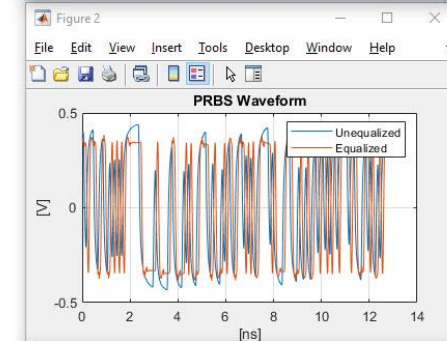 Figure 2
File Edit View Insert Tools Desktop Window Help
PRBS Waveform
0.5
Unequalized
Equalized
[V]
0
-0.5
0 2 4 6 8 10 12 14
[ns]